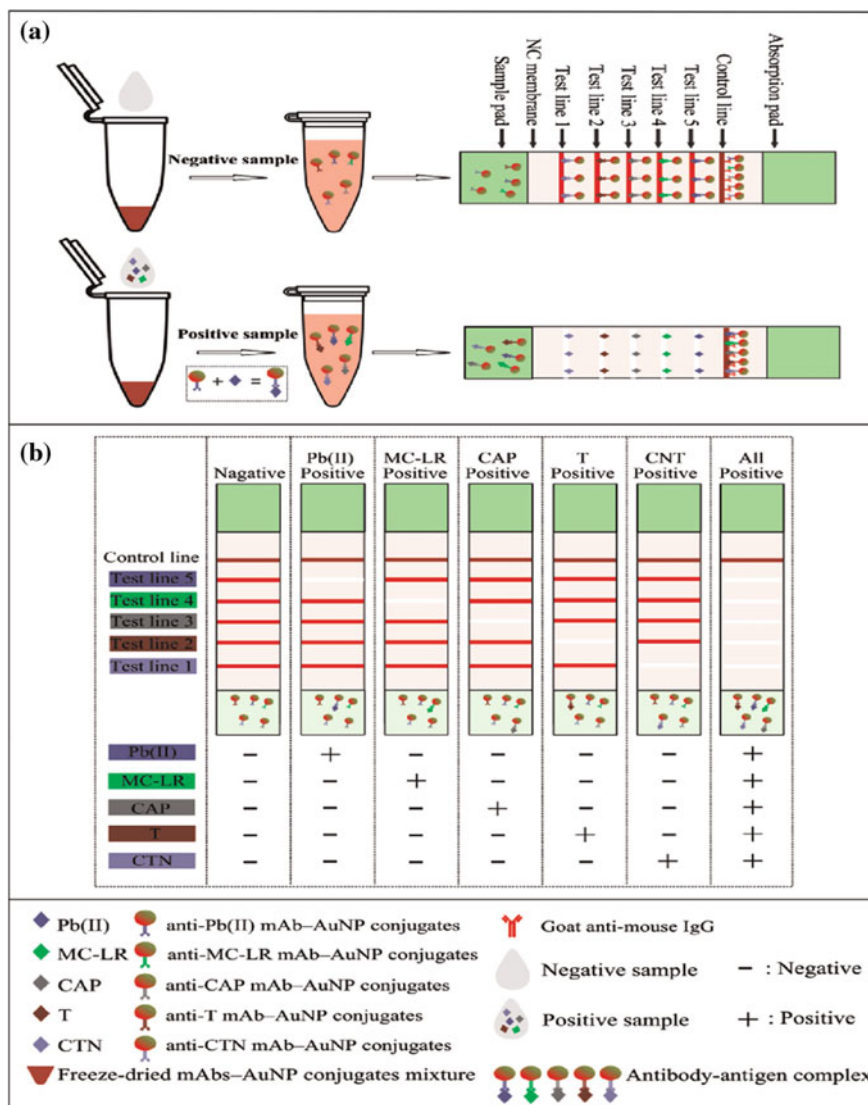 (a)
Sample pad
NC membrane
Test line 1
Test line 2
Test line 3
Test line 4
Test line 5
Control line
Absorption pad
Negative sample
Positive sample
+ =
(b)
Nagative
Pb(II) Positive
MC-LR Positive
CAP Positive
T Positive
CNT Positive
All Positive
Control line
Test line 5
Test line 4
Test line 3
Test line 2
Test line 1
Pb(II) − + − − − − +
MC-LR − − + − − − +
CAP − − − + − − +
T − − − − + − +
CTN − − − − − + +
Pb(II) anti-Pb(II) mAb–AuNP conjugates
MC-LR anti-MC-LR mAb–AuNP conjugates
CAP anti-CAP mAb–AuNP conjugates
T anti-T mAb–AuNP conjugates
CTN anti-CTN mAb–AuNP conjugates
Freeze-dried mAbs–AuNP conjugates mixture
Goat anti-mouse IgG
Negative sample − : Negative
Positive sample + : Positive
Antibody-antigen complex